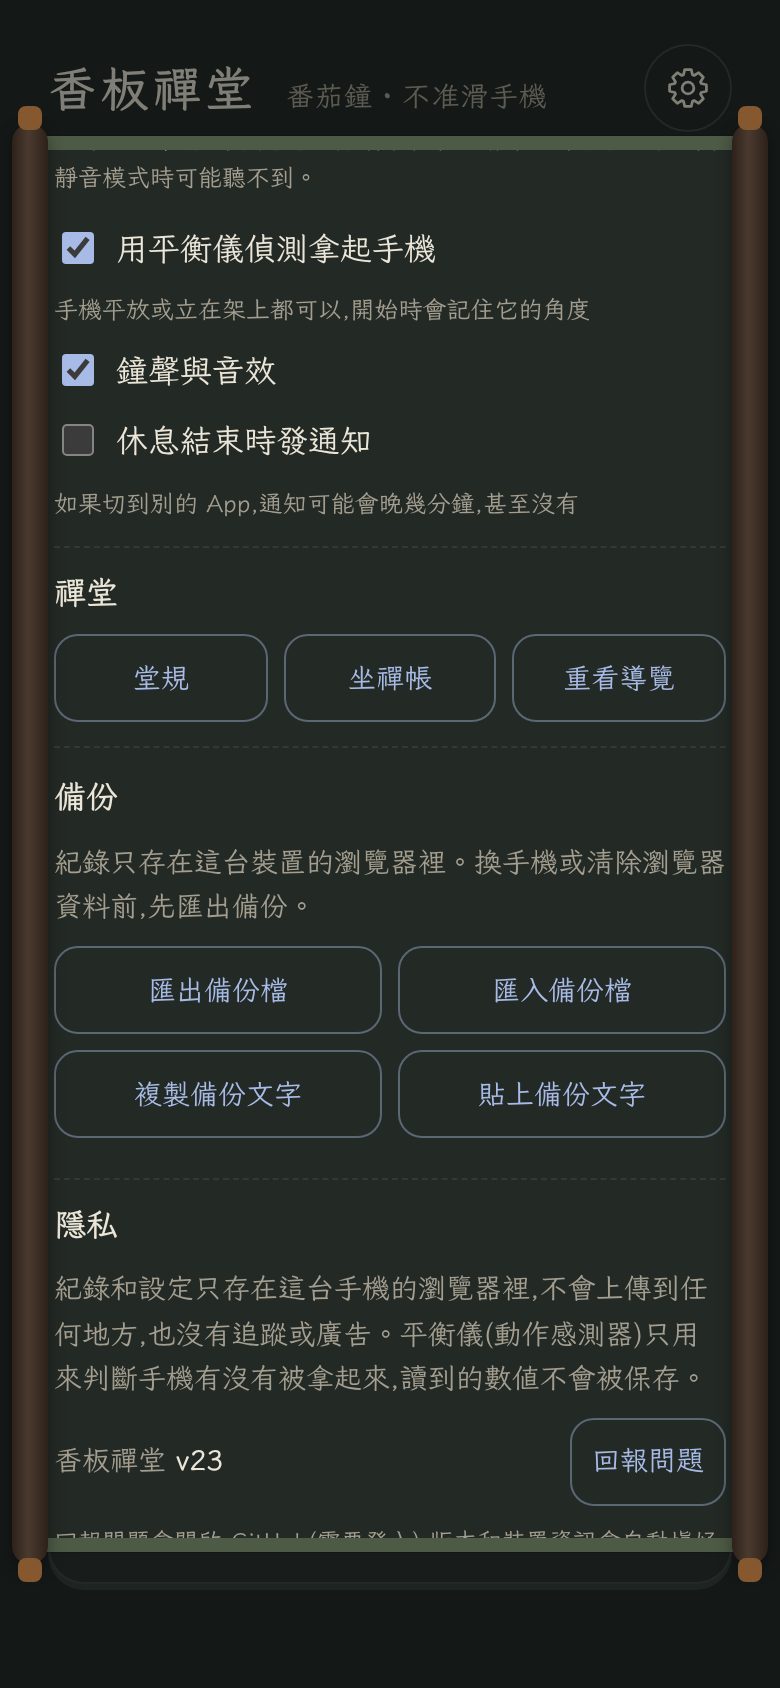 香板禪堂 番茄鐘・不准滑手機
靜音模式時可能聽不到。
用平衡儀偵測拿起手機
手機平放或立在架上都可以,開始時會記住它的角度
鐘聲與音效
休息結束時發通知
如果切到別的 App,通知可能會晚幾分鐘,甚至沒有
禪堂
堂規 坐禪帳 重看導覽
備份
紀錄只存在這台裝置的瀏覽器裡。換手機或清除瀏覽器
資料前,先匯出備份。
匯出備份檔 匯入備份檔
複製備份文字 貼上備份文字
隱私
紀錄和設定只存在這台手機的瀏覽器裡,不會上傳到任
何地方,也沒有追蹤或廣告。平衡儀(動作感測器)只用
來判斷手機有沒有被拿起來,讀到的數值不會被保存。
香板禪堂 v23 回報問題